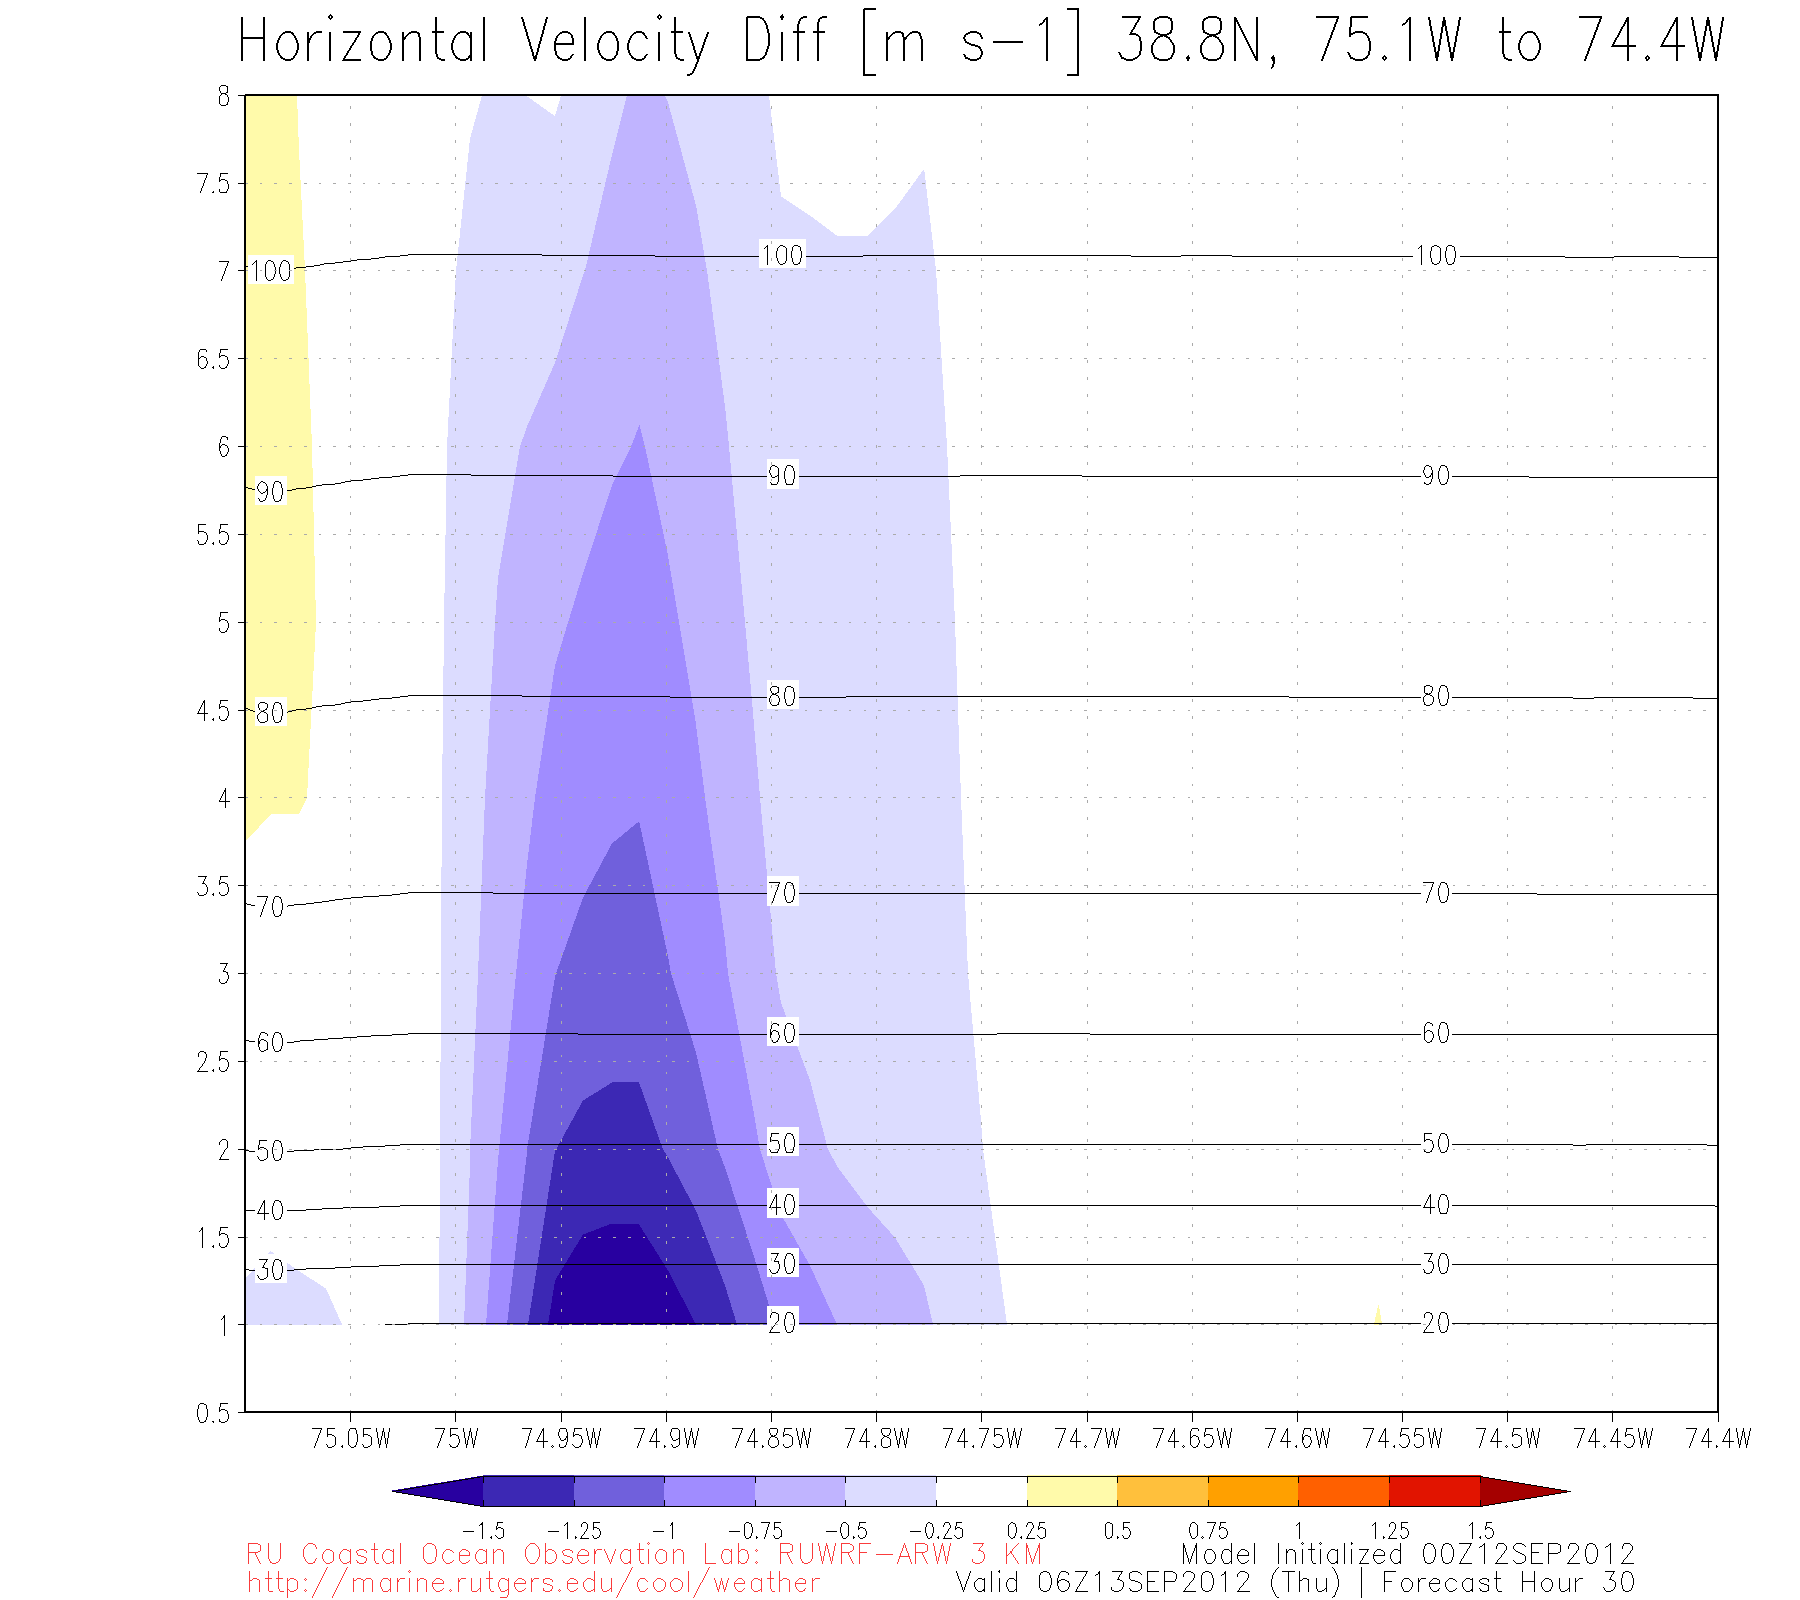 Horizontal Velocity Diff [m s-1] 38.8N, 75.1W to 74.4W
8
7.5
100 100 100
7
6.5
6
90 90 90
5.5
5
80 80 80
4.5
4
3.5
70 70 70
3
60 60 60
2.5
50 50 50
2
40 40 40
1.5
30 30 30
1 20 20
0.5
75.05W 75W 74.95W 74.9W 74.85W 74.8W 74.75W 74.7W 74.65W 74.6W 74.55W 74.5W 74.45W 74.4W
-1.5 -1.25 -1 -0.75 -0.5 -0.25 0.25 0.5 0.75 1 1.25 1.5
RU Coastal Ocean Observation Lab: RUWRF-ARW 3 KM Model Initialized 00Z12SEP2012
http://marine.rutgers.edu/cool/weather Valid 06Z13SEP2012 (Thu) | Forecast Hour 30